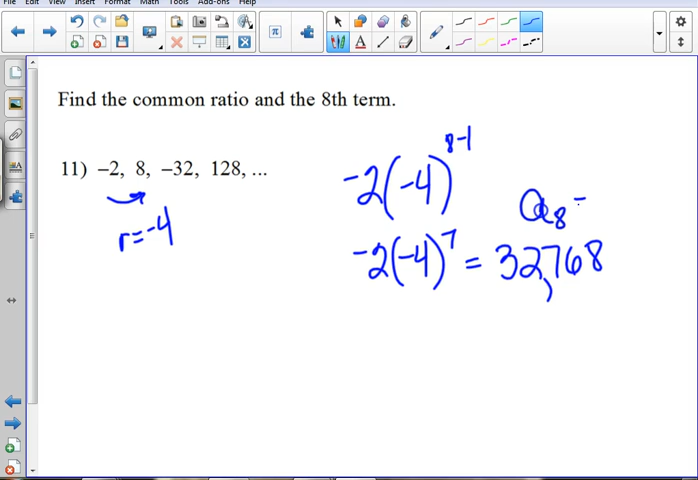 File Edit View Insert Format Tools Add-ons Help
Find the common ratio and the 8th term.
11) –2, 8, –32, 128, ...
r=-4
-2(-4)^8-1
a8 =
-2(-4)^7 = 32,768